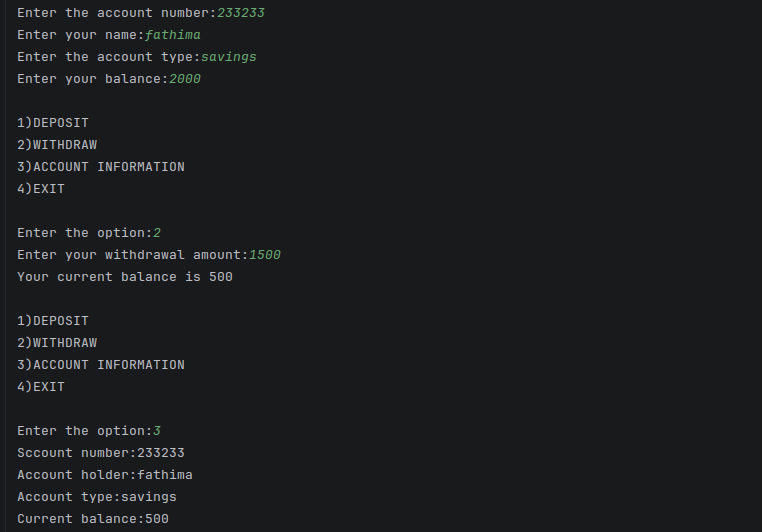 Enter the account number:233233
Enter your name:fathima
Enter the account type:savings
Enter your balance:2000
1)DEPOSIT
2)WITHDRAW
3)ACCOUNT INFORMATION
4)EXIT
Enter the option:2
Enter your withdrawal amount:1500
Your current balance is 500
1)DEPOSIT
2)WITHDRAW
3)ACCOUNT INFORMATION
4)EXIT
Enter the option:3
Sccount number:233233
Account holder:fathima
Account type:savings
Current balance:500